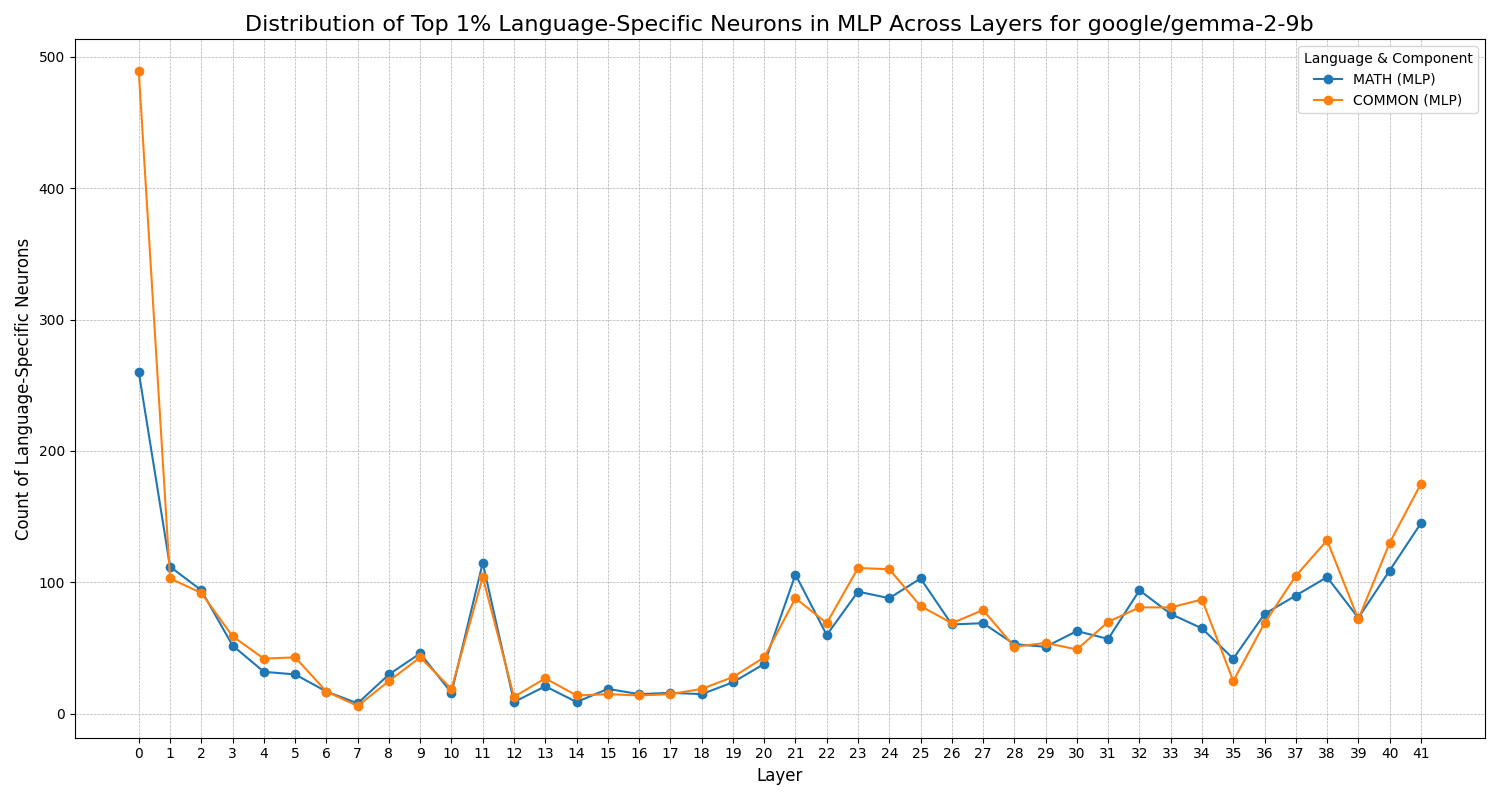 Distribution of Top 1% Language-Specific Neurons in MLP Across Layers for google/gemma-2-9b
Language & Component
MATH (MLP)
COMMON (MLP)
Count of Language-Specific Neurons
500
400
300
200
100
0
0 1 2 3 4 5 6 7 8 9 10 11 12 13 14 15 16 17 18 19 20 21 22 23 24 25 26 27 28 29 30 31 32 33 34 35 36 37 38 39 40 41
Layer